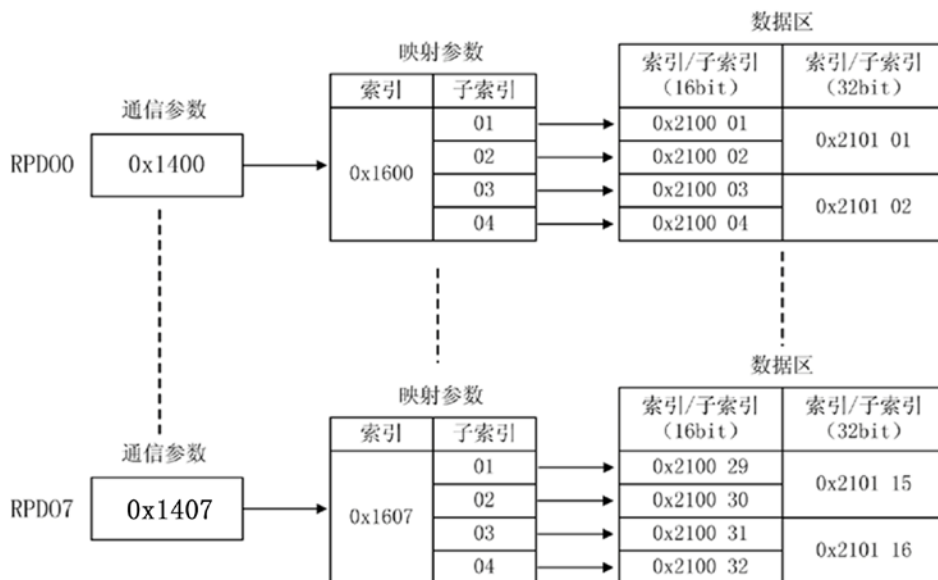 数据区
映射参数
索引/子索引
(16bit)
索引/子索引
(32bit)
索引
子索引
通信参数
RPDO0
0x1400
0x1600
01
0x2100 01
0x2101 01
02
0x2100 02
03
0x2100 03
0x2101 02
04
0x2100 04
数据区
映射参数
索引/子索引
(16bit)
索引/子索引
(32bit)
索引
子索引
通信参数
RPDO7
0x1407
0x1607
01
0x2100 29
0x2101 15
02
0x2100 30
03
0x2100 31
0x2101 16
04
0x2100 32